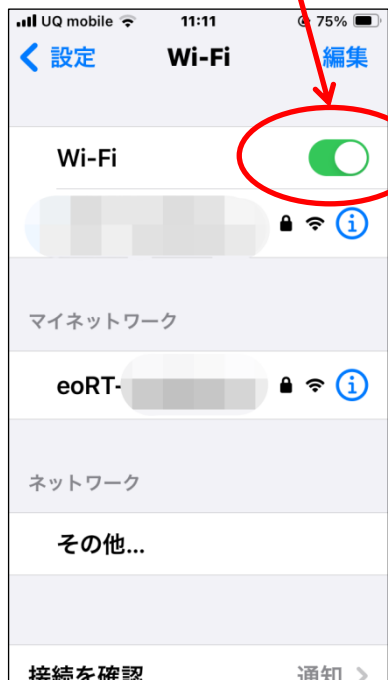 UQ mobile 11:11 75%
設定 Wi-Fi 編集
Wi-Fi
マイネットワーク
eoRT-
ネットワーク
その他...
接続を確認 通知